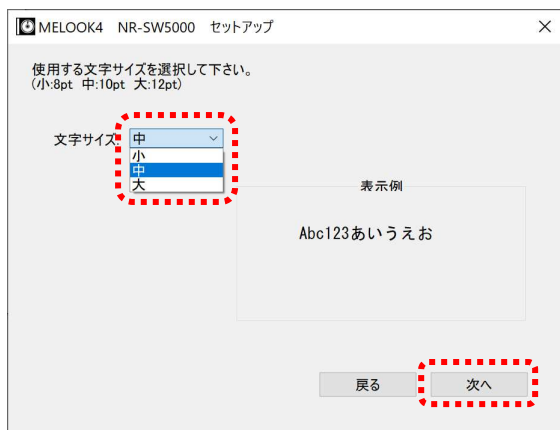 MELOOK4 NR-SW5000 セットアップ
使用する文字サイズを選択して下さい。
(小:8pt 中:10pt 大:12pt)
文字サイズ: 中
小
中
大
表示例
Abc123あいうえお
戻る 次へ